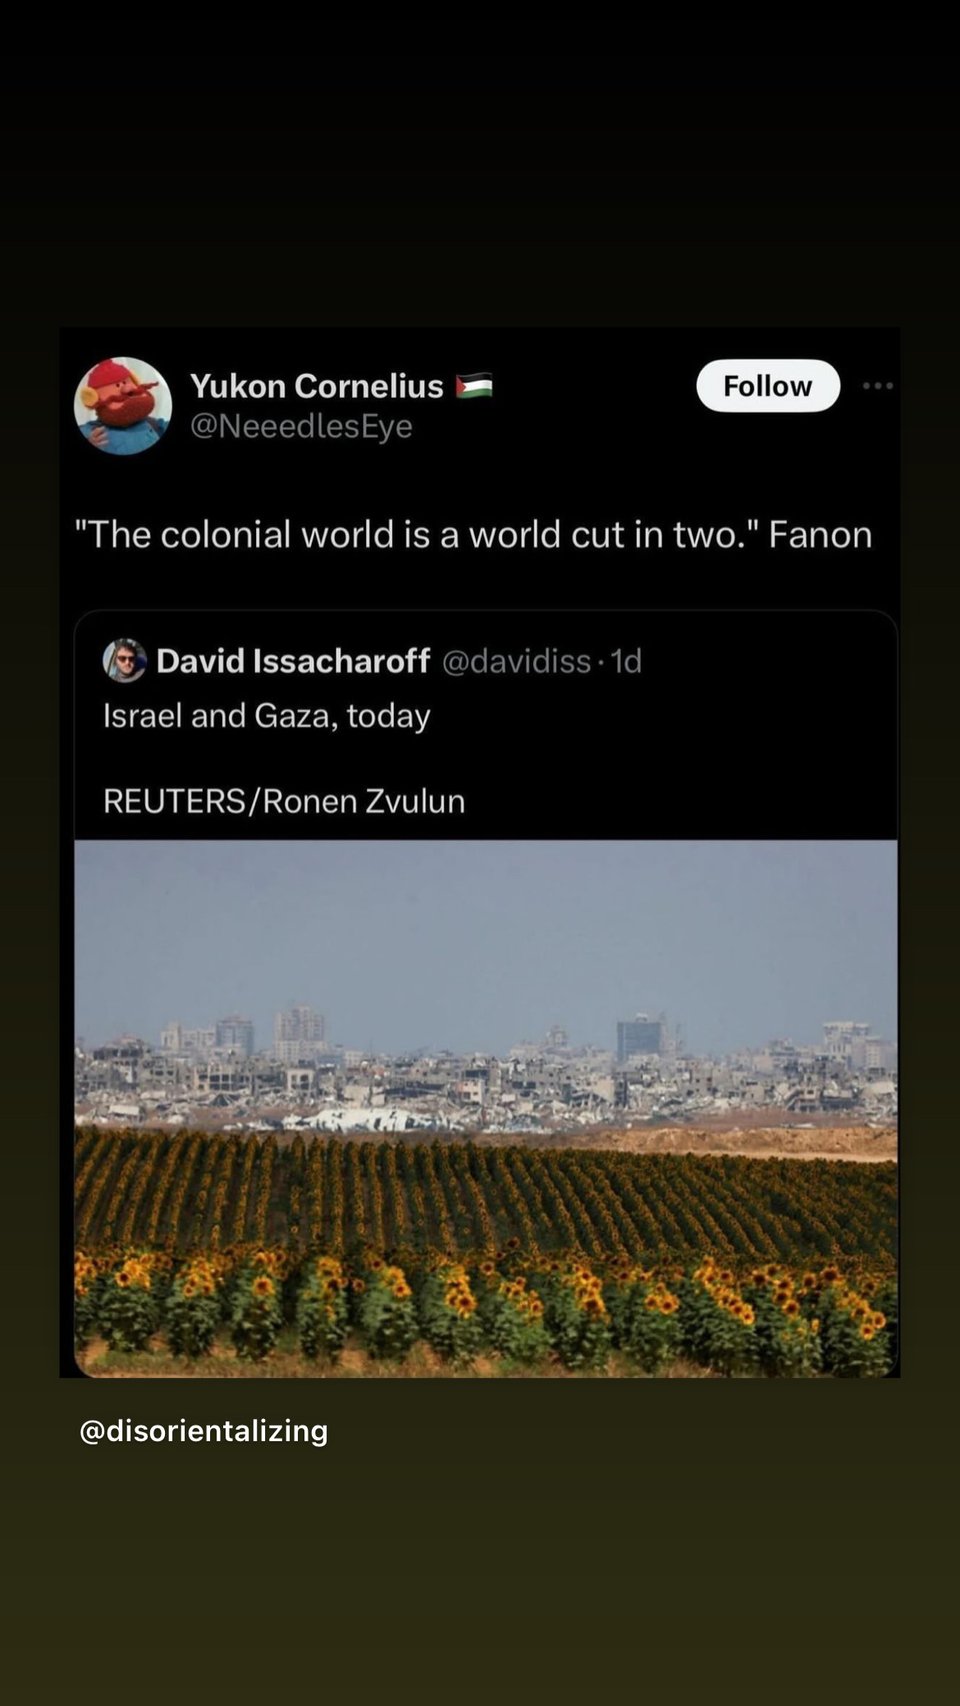 Yukon Cornelius 🇵🇸
@NeeedlesEye
Follow
"The colonial world is a world cut in two." Fanon
David Issacharoff @davidiss · 1d
Israel and Gaza, today
REUTERS/Ronen Zvulun
@disorientalizing